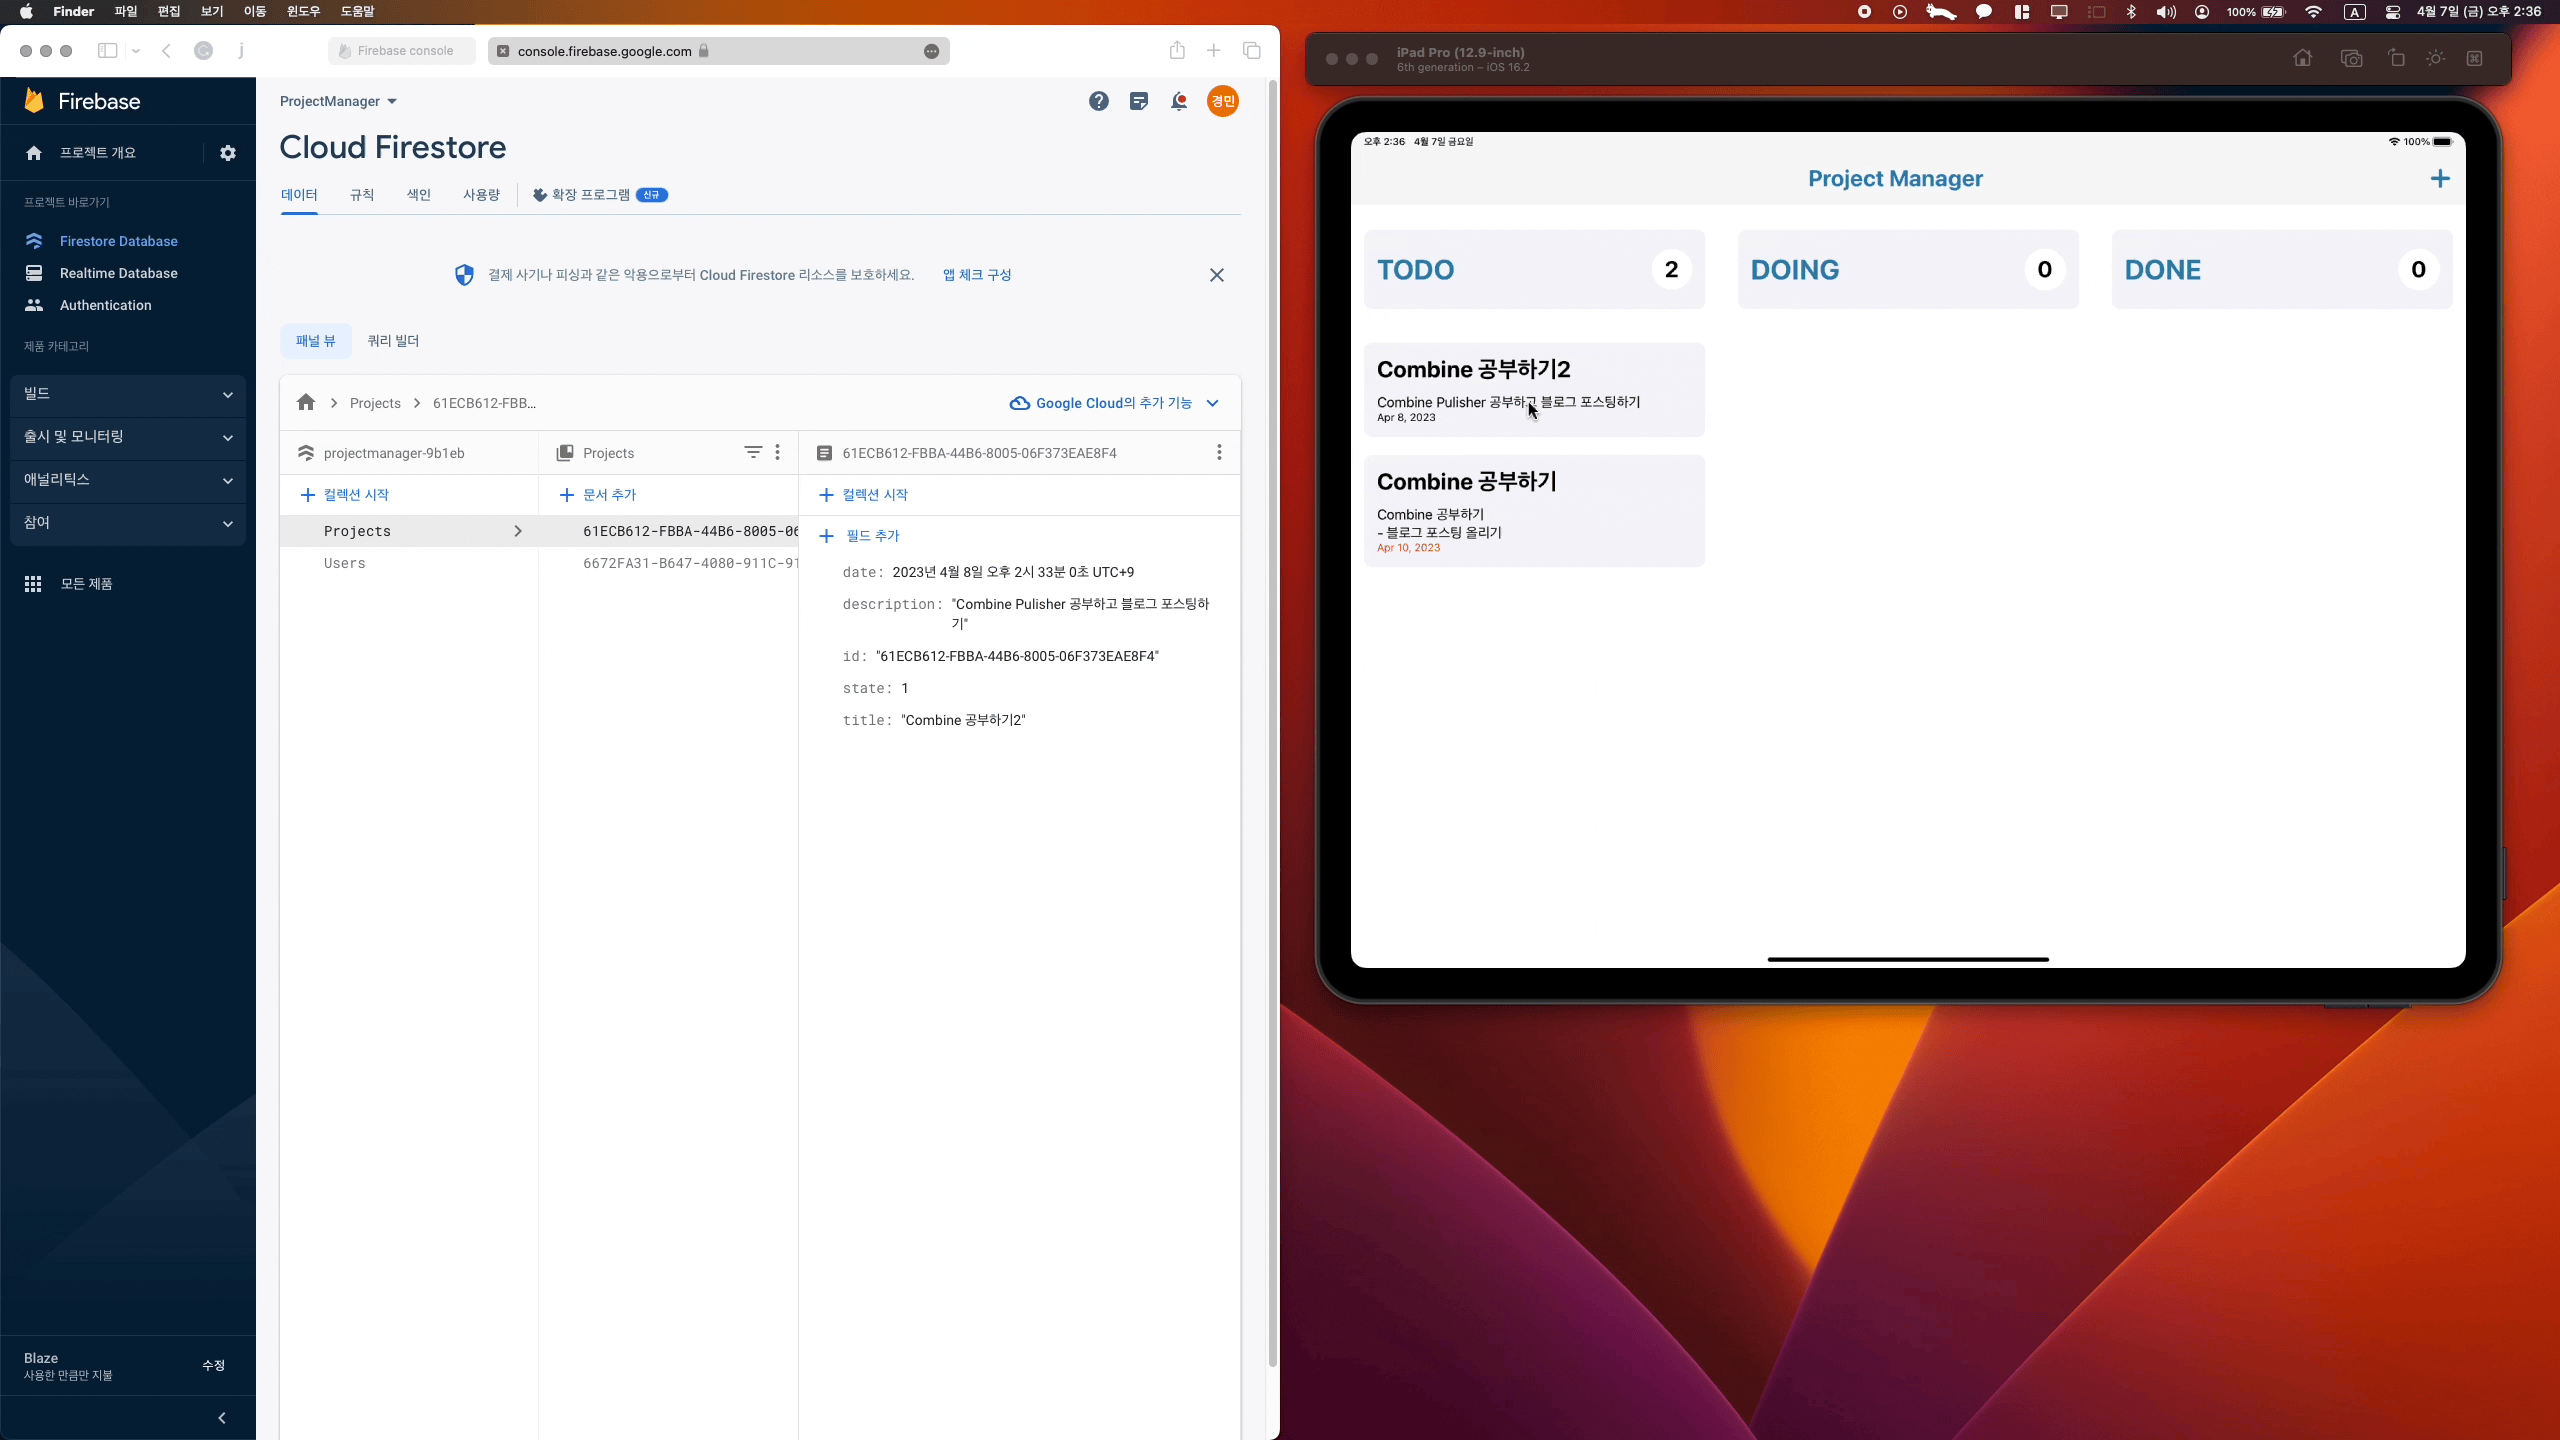 Finder 파일 편집 보기 이동 윈도우 도움말
100% A 4월 7일 (금) 오후 2:36
j Firebase console console.firebase.google.com
Firebase
프로젝트 개요
프로젝트 바로가기
Firestore Database
Realtime Database
Authentication
제품 카테고리
빌드
출시 및 모니터링
애널리틱스
참여
모든 제품
Blaze
사용한 만큼만 지불
수정
ProjectManager
경민
Cloud Firestore
데이터 규칙 색인 사용량 확장 프로그램 신규
결제 사기나 피싱과 같은 악용으로부터 Cloud Firestore 리소스를 보호하세요. 앱 체크 구성
패널 뷰 쿼리 빌더
Projects 61ECB612-FBB... Google Cloud의 추가 기능
projectmanager-9b1eb
컬렉션 시작
Projects
Users
Projects
문서 추가
61ECB612-FBBA-44B6-8005-06
6672FA31-B647-4080-911C-91
61ECB612-FBBA-44B6-8005-06F373EAE8F4
컬렉션 시작
필드 추가
date: 2023년 4월 8일 오후 2시 33분 0초 UTC+9
description: "Combine Pulisher 공부하고 블로그 포스팅하
기"
id: "61ECB612-FBBA-44B6-8005-06F373EAE8F4"
state: 1
title: "Combine 공부하기2"
iPad Pro (12.9-inch)
6th generation – iOS 16.2
오후 2:36 4월 7일 금요일
100%
Project Manager
TODO 2
DOING 0
DONE 0
Combine 공부하기2
Combine Pulisher 공부하고 블로그 포스팅하기
Apr 8, 2023
Combine 공부하기
Combine 공부하기
- 블로그 포스팅 올리기
Apr 10, 2023